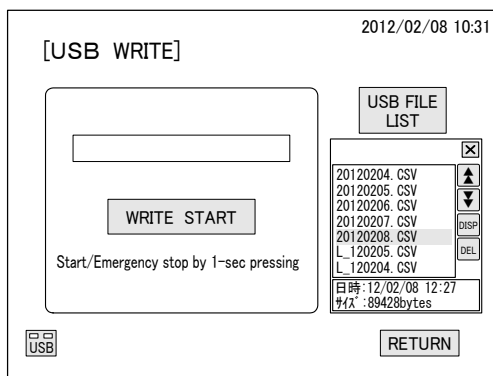 2012/02/08 10:31
[USB WRITE]
USB FILE
LIST
WRITE START
Start/Emergency stop by 1-sec pressing
20120204.CSV
20120205.CSV
20120206.CSV
20120207.CSV
20120208.CSV
L_120205.CSV
L_120204.CSV
DISP
DEL
日時:12/02/08 12:27
サイズ:89428bytes
USB
RETURN